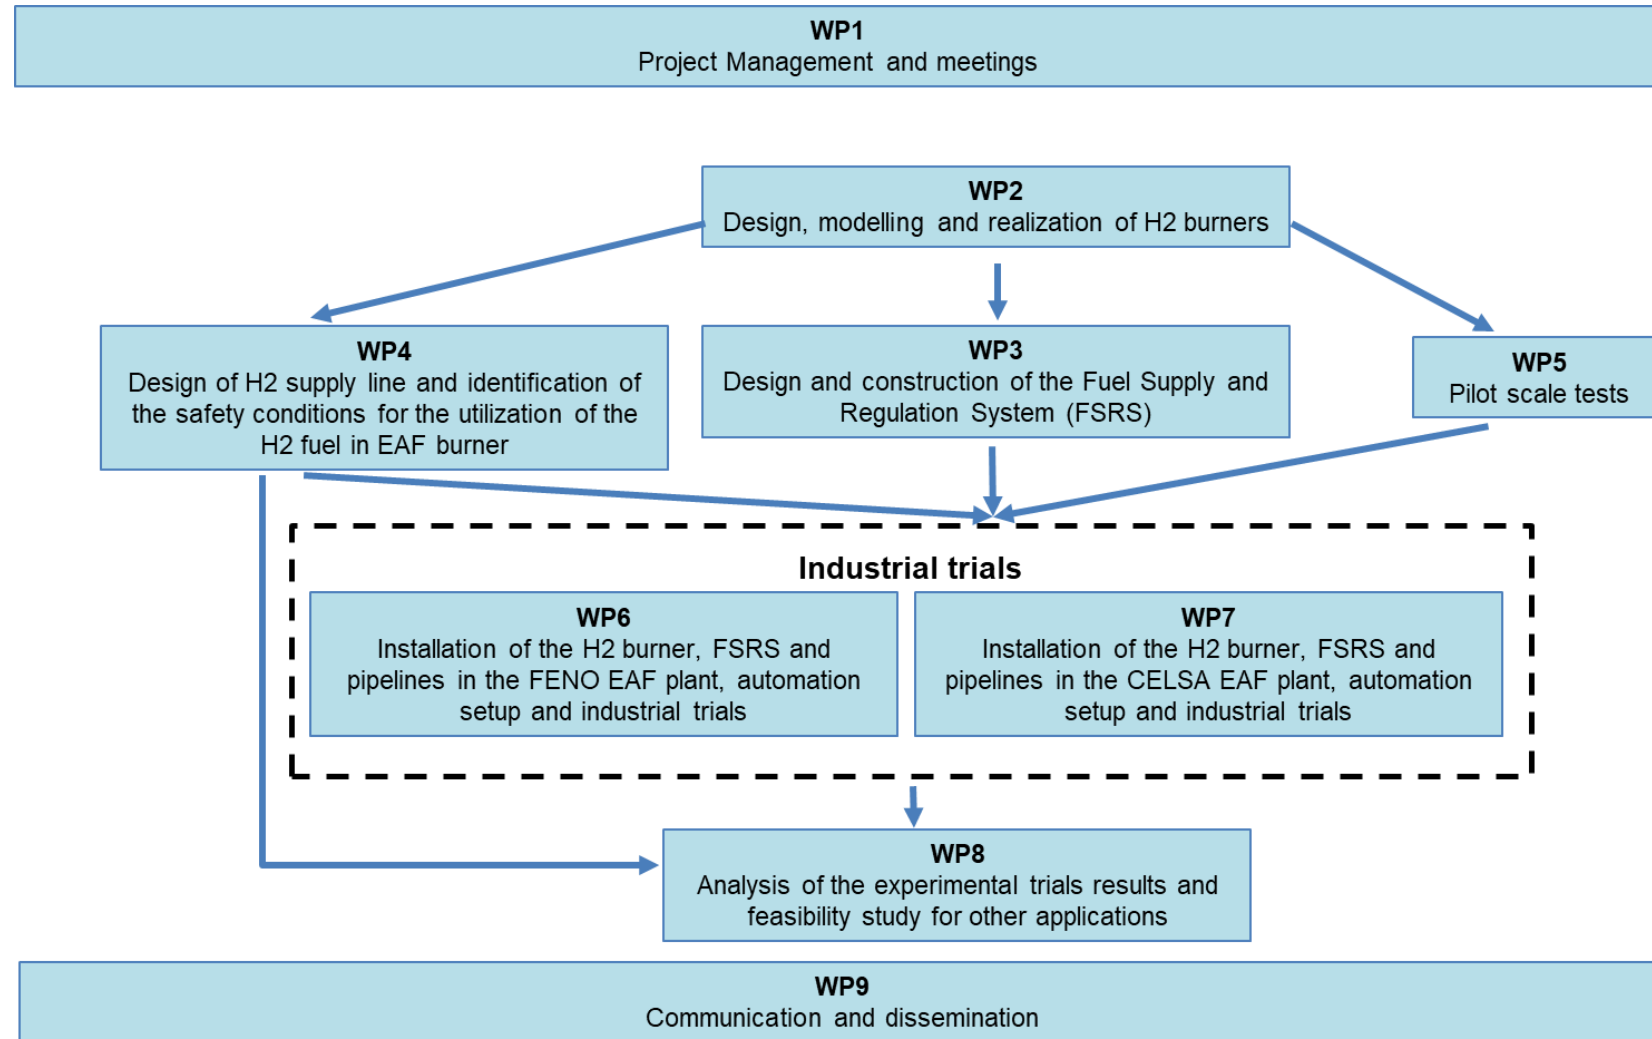 WP1
Project Management and meetings
WP2
Design, modelling and realization of H2 burners
WP4
Design of H2 supply line and identification of
the safety conditions for the utilization of the
H2 fuel in EAF burner
WP3
Design and construction of the Fuel Supply and
Regulation System (FSRS)
WP5
Pilot scale tests
Industrial trials
WP6
Installation of the H2 burner, FSRS and
pipelines in the FENO EAF plant, automation
setup and industrial trials
WP7
Installation of the H2 burner, FSRS and
pipelines in the CELSA EAF plant, automation
setup and industrial trials
WP8
Analysis of the experimental trials results and
feasibility study for other applications
WP9
Communication and dissemination